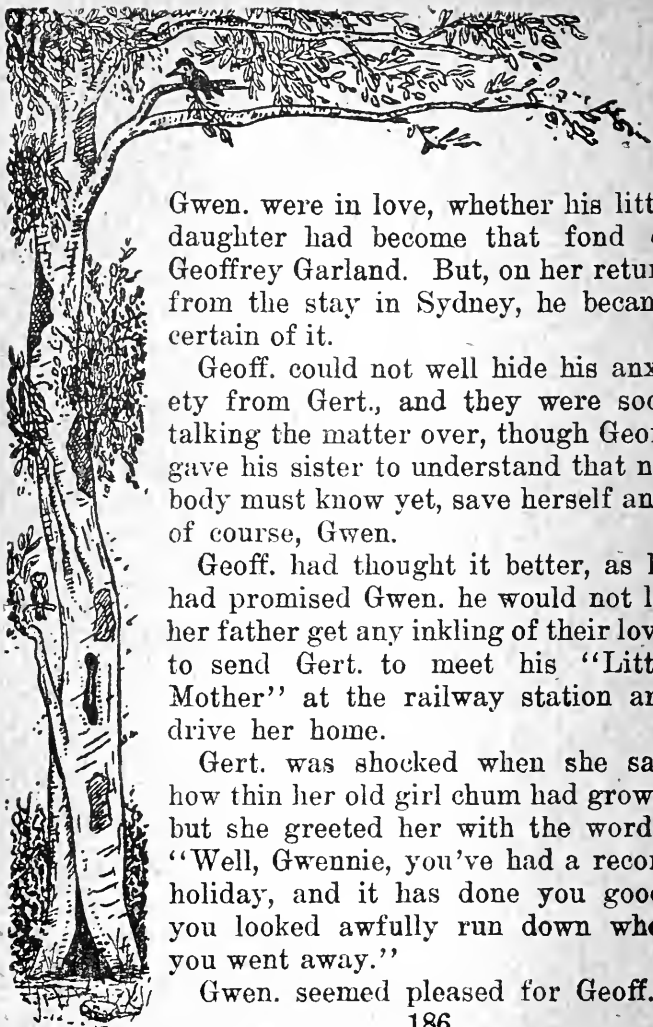 Gwen. were in love, whether his litt
daughter had become that fond
Geoffrey Garland. But, on her retur
from the stay in Sydney, he becam
certain of it.
Geoff. could not well hide his anx
ety from Gert., and they were soo
talking the matter over, though Geof
gave his sister to understand that n
body must know yet, save herself an
of course, Gwen.
Geoff. had thought it better, as h
had promised Gwen. he would not l
her father get any inkling of their lov
to send Gert. to meet his “Litt
Mother” at the railway station an
drive her home.
Gert. was shocked when she sa
how thin her old girl chum had grow
but she greeted her with the word
“Well, Gwennie, you’ve had a recor
holiday, and it has done you goo
you looked awfully run down whe
you went away.”
Gwen. seemed pleased for Geoff.
186